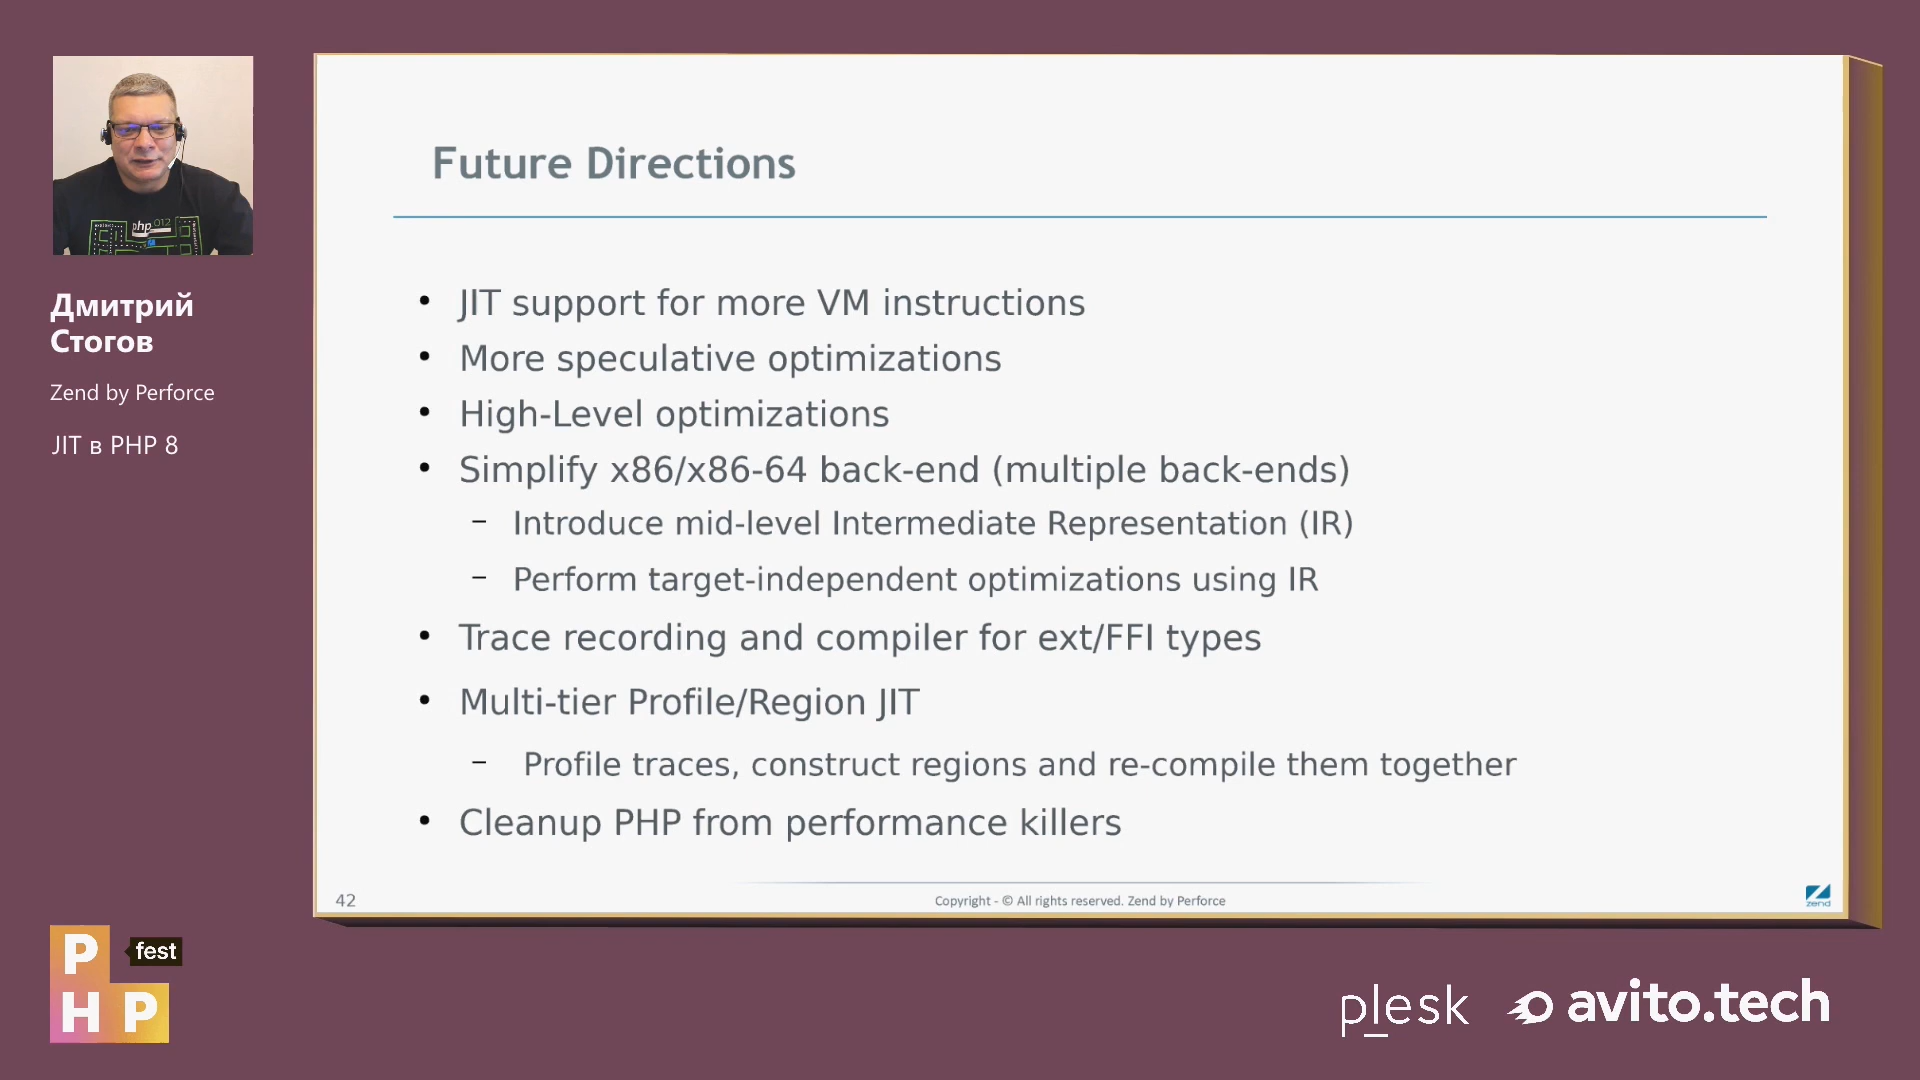 Дмитрий
Стогов
Zend by Perforce
JIT в PHP 8
Future Directions
• JIT support for more VM instructions
• More speculative optimizations
• High-Level optimizations
• Simplify x86/x86-64 back-end (multiple back-ends)
– Introduce mid-level Intermediate Representation (IR)
– Perform target-independent optimizations using IR
• Trace recording and compiler for ext/FFI types
• Multi-tier Profile/Region JIT
– Profile traces, construct regions and re-compile them together
• Cleanup PHP from performance killers
42
Copyright - © All rights reserved. Zend by Perforce
zend
P fest
HP
plesk
avito.tech